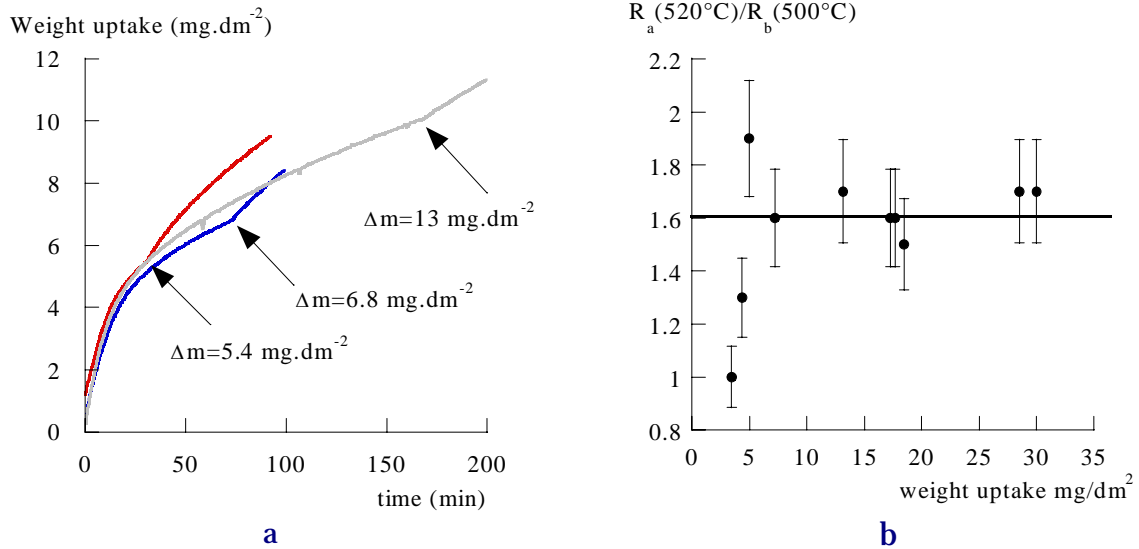 Weight uptake (mg.dm⁻²)
12
10
8
6
4
2
0
0 50 100 150 200
time (min)
Δm=13 mg.dm⁻²
Δm=6.8 mg.dm⁻²
Δm=5.4 mg.dm⁻²
a
R_a(520°C)/R_b(500°C)
2.2
2
1.8
1.6
1.4
1.2
1
0.8
0 5 10 15 20 25 30 35
weight uptake mg/dm²
b